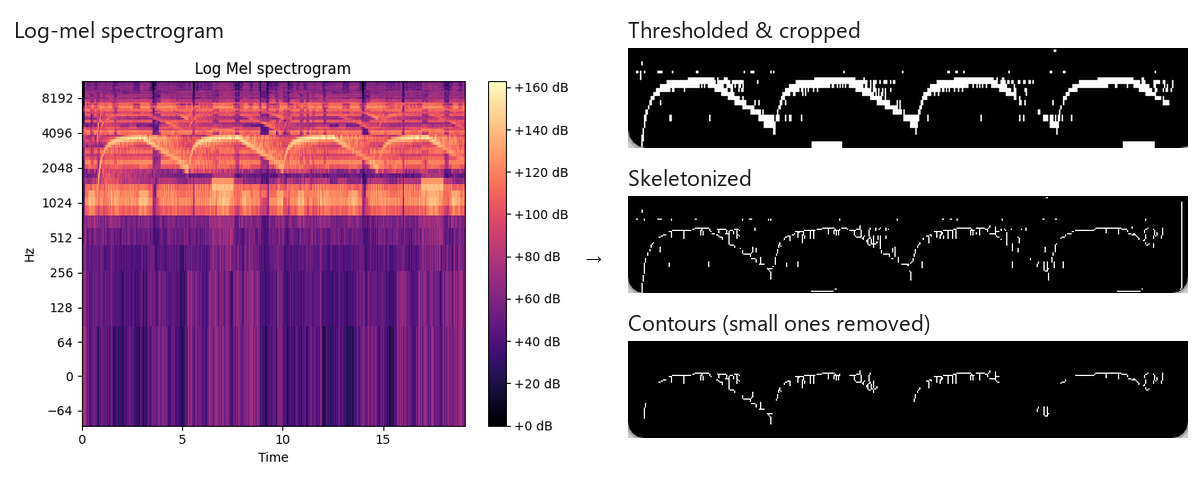 Log-mel spectrogram
Log Mel spectrogram
8192
4096
2048
1024
512
256
128
64
0
−64
Hz
0
5
10
15
Time
+160 dB
+140 dB
+120 dB
+100 dB
+80 dB
+60 dB
+40 dB
+20 dB
+0 dB
→
Thresholded & cropped
Skeletonized
Contours (small ones removed)